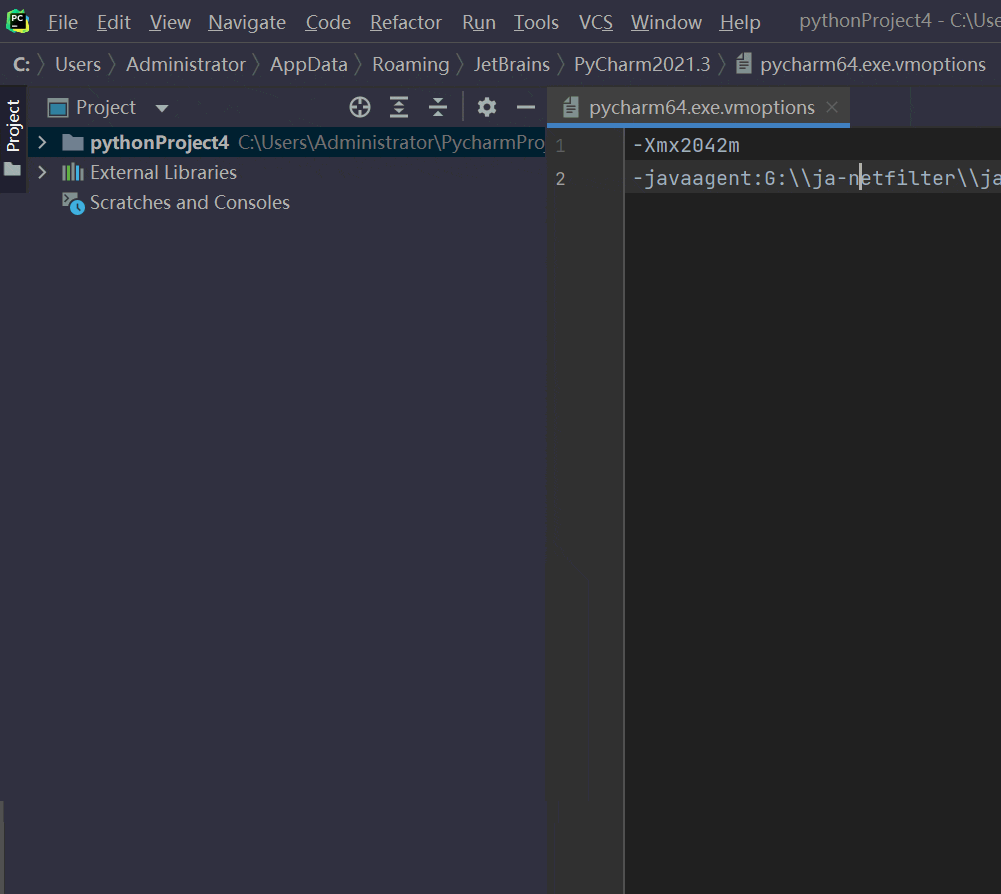 PC File Edit View Navigate Code Refactor Run Tools VCS Window Help pythonProject4 - C:\Use
C: Users Administrator AppData Roaming JetBrains PyCharm2021.3 pycharm64.exe.vmoptions
Project
Project
pycharm64.exe.vmoptions
pythonProject4 C:\Users\Administrator\PycharmPro
External Libraries
Scratches and Consoles
1 -Xmx2042m
2 -javaagent:G:\\ja-netfilter\\ja